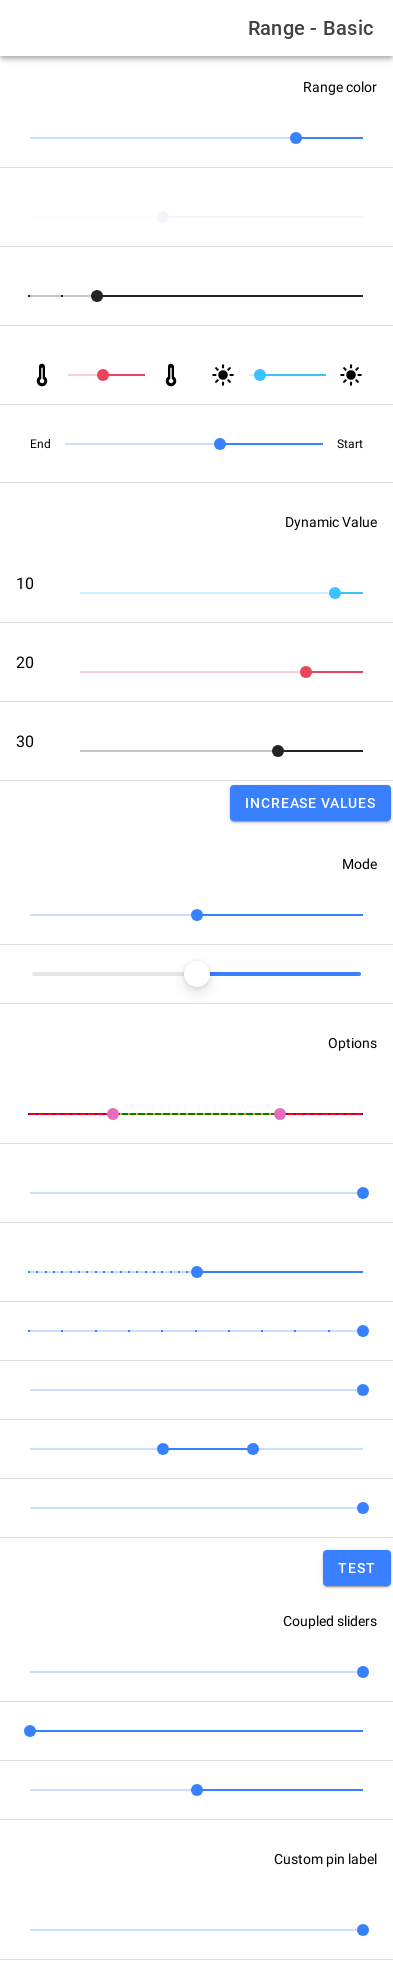 Range - Basic
Range color
End
Start
Dynamic Value
10
20
30
INCREASE VALUES
Mode
Options
TEST
Coupled sliders
Custom pin label